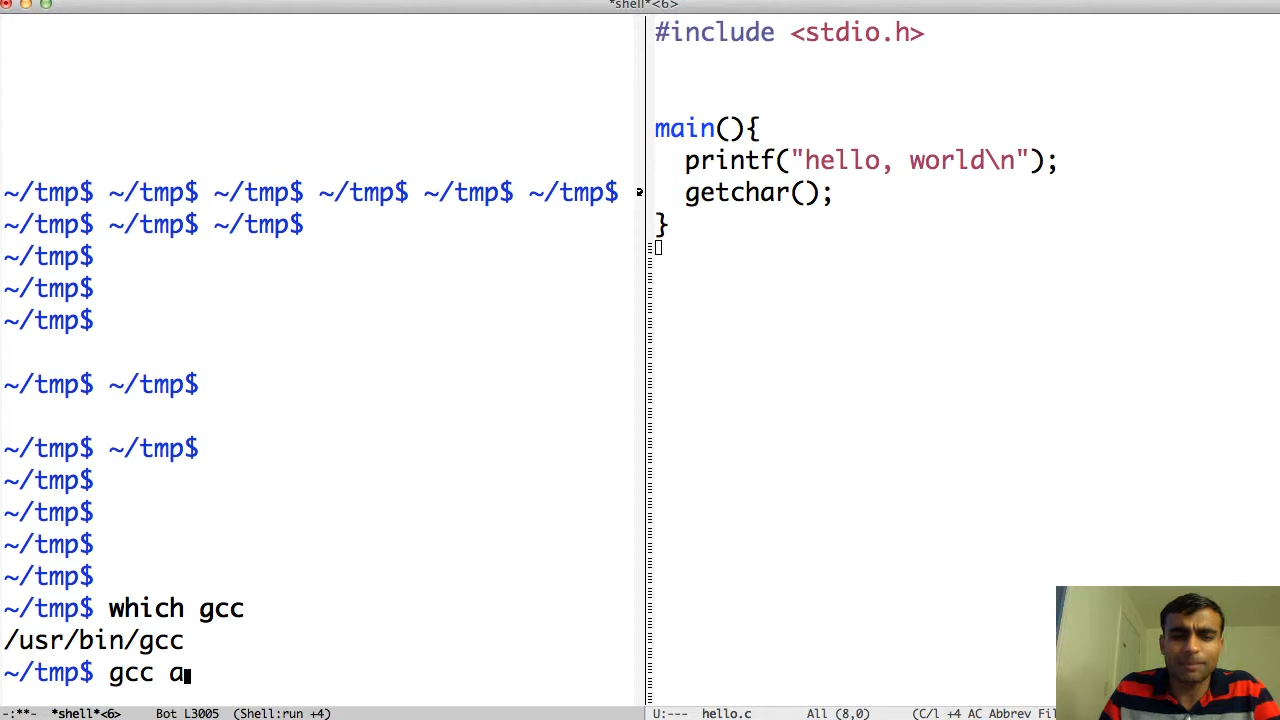 *shell*<6>
~/tmp$ ~/tmp$ ~/tmp$ ~/tmp$ ~/tmp$ ~/tmp$
~/tmp$ ~/tmp$ ~/tmp$
~/tmp$
~/tmp$
~/tmp$
~/tmp$ ~/tmp$
~/tmp$ ~/tmp$
~/tmp$
~/tmp$
~/tmp$
~/tmp$
~/tmp$ which gcc
/usr/bin/gcc
~/tmp$ gcc a
-:**- *shell*<6> Bot L3005 (Shell:run +4)
#include <stdio.h>
main(){
printf("hello, world\n");
getchar();
}
U:--- hello.c All (8,0) (C/l +4 AC Abbrev Fil